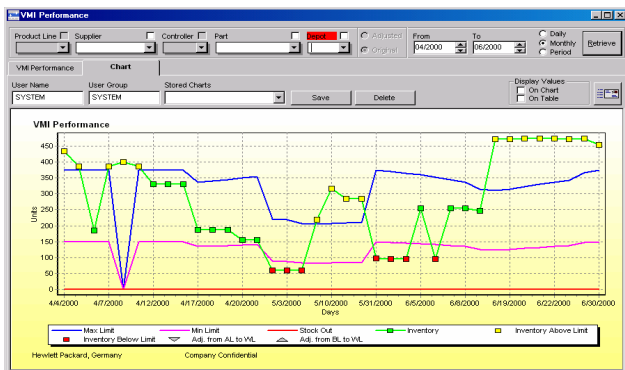 VMI Performance
Product Line Supplier Controller Part Depot Adjusted Original From To Daily Monthly Period Retrieve
04/2000 06/2000
VMI Performance Chart
User Name User Group Stored Charts Display Values
SYSTEM SYSTEM Save Delete On Chart On Table
VMI Performance
450
400
350
300
250
200
150
100
50
0
Units
4/4/2000 4/7/2000 4/12/2000 4/17/2000 4/20/2000 5/3/2000 5/10/2000 5/31/2000 6/5/2000 6/8/2000 6/19/2000 6/22/2000 6/30/2000
Days
Max Limit Min Limit Stock Out Inventory Inventory Above Limit
Inventory Below Limit Adj. from AL to WL Adj. from BL to WL
Hewlett Packard, Germany Company Confidential